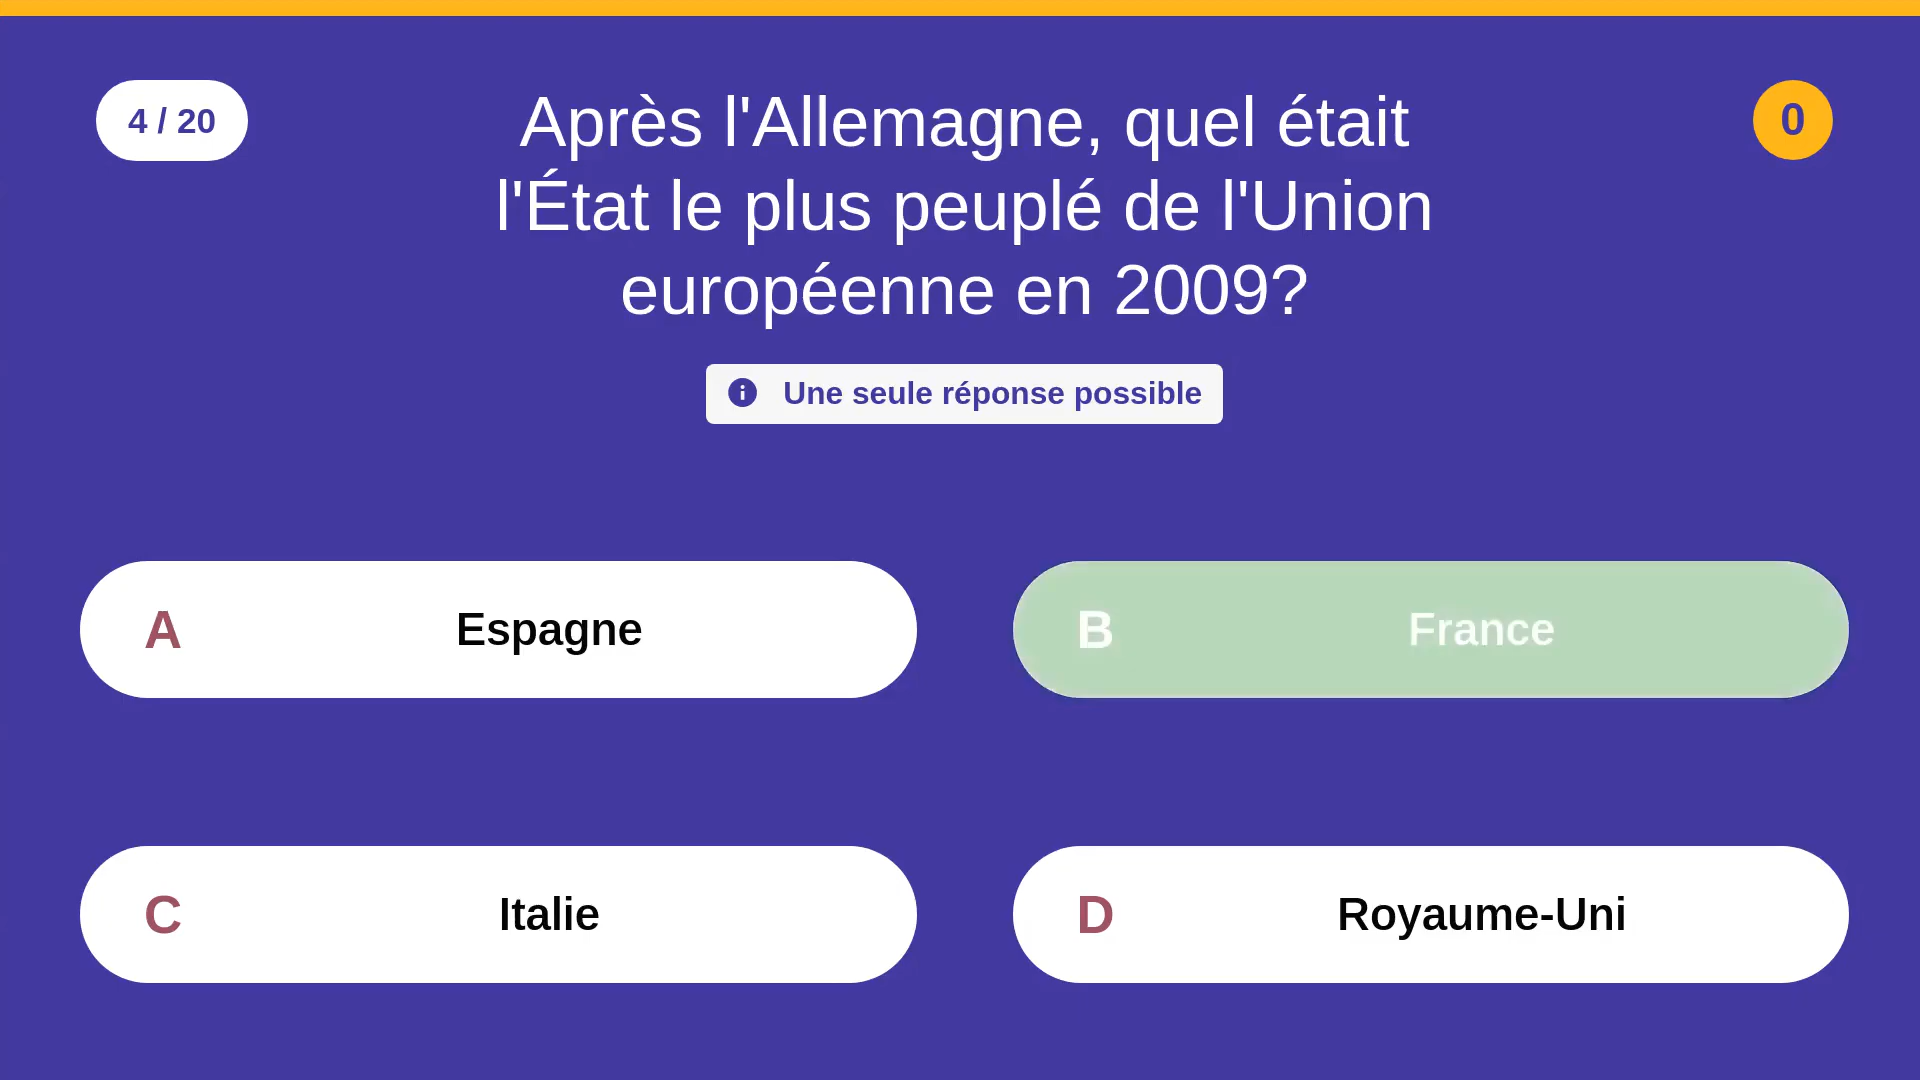 4 / 20
Après l'Allemagne, quel était
l'État le plus peuplé de l'Union
européenne en 2009?
0
Une seule réponse possible
A Espagne
B France
C Italie
D Royaume-Uni